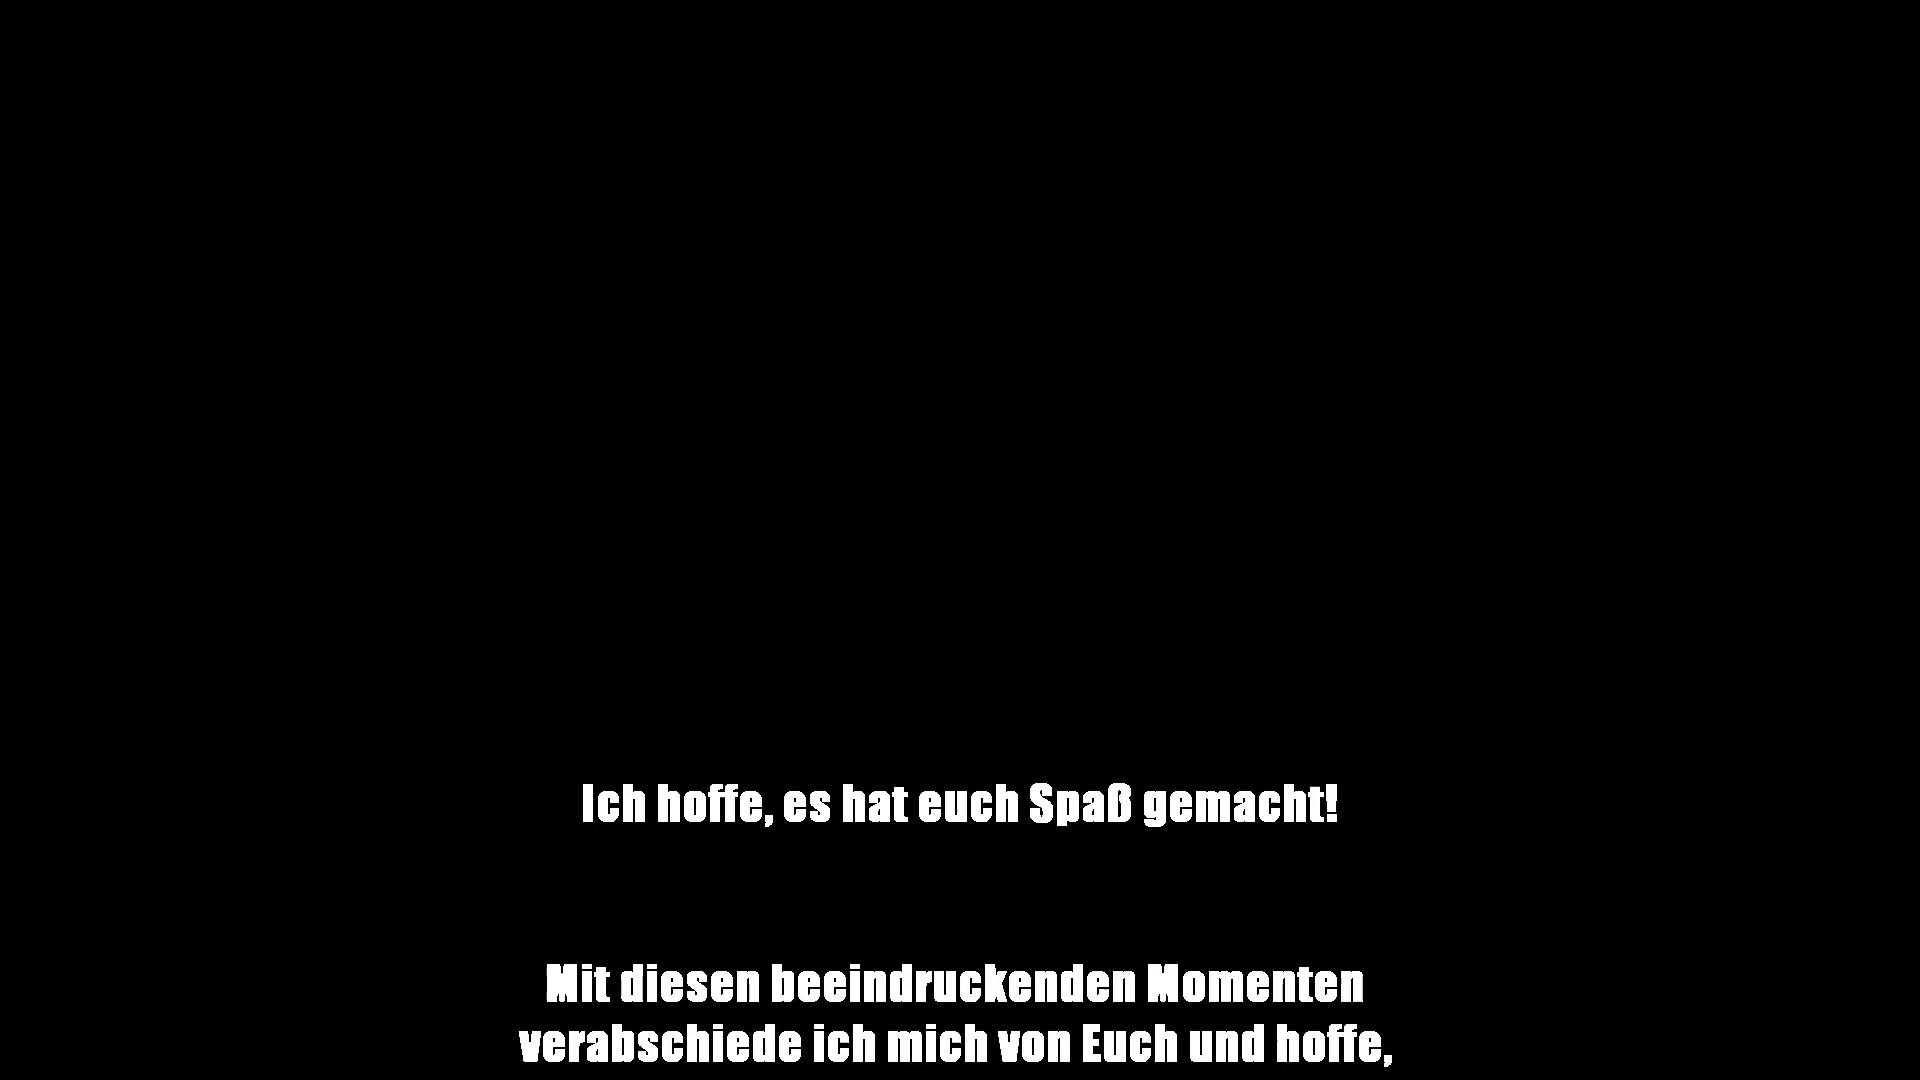 Ich hoffe, es hat euch Spaß gemacht!
Mit diesen beeindruckenden Momenten
verabschiede ich mich von Euch und hoffe,